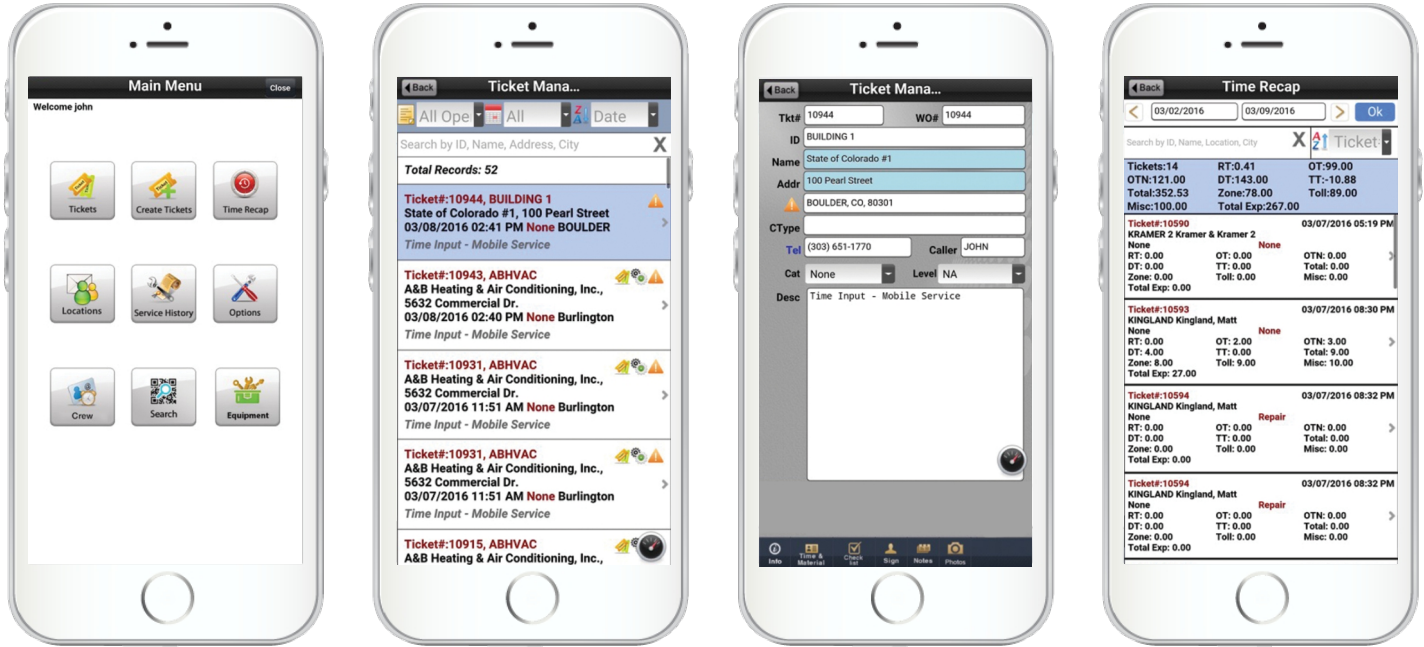 Main Menu
Close
Welcome john
Tickets
Create Tickets
Time Recap
Locations
Service History
Options
Crew
Search
Equipment
Back
Ticket Mana...
All Ope
All
Date
Search by ID, Name, Address, City
X
Total Records: 52
Ticket#:10944, BUILDING 1
State of Colorado #1, 100 Pearl Street
03/08/2016 02:41 PM None BOULDER
Time Input - Mobile Service
Ticket#:10943, ABHVAC
A&B Heating & Air Conditioning, Inc.,
5632 Commercial Dr.
03/08/2016 02:40 PM None Burlington
Time Input - Mobile Service
Ticket#:10931, ABHVAC
A&B Heating & Air Conditioning, Inc.,
5632 Commercial Dr.
03/07/2016 11:51 AM None Burlington
Time Input - Mobile Service
Ticket#:10931, ABHVAC
A&B Heating & Air Conditioning, Inc.,
5632 Commercial Dr.
03/07/2016 11:51 AM None Burlington
Time Input - Mobile Service
Ticket#:10915, ABHVAC
A&B Heating & Air Conditioning, Inc.,
Back
Ticket Mana...
Tkt# 10944 WO# 10944
ID BUILDING 1
Name State of Colorado #1
Addr 100 Pearl Street
BOULDER, CO, 80301
CType
Tel (303) 651-1770 Caller JOHN
Cat None Level NA
Desc Time Input - Mobile Service
Info
Time & Material
Check list
Sign
Notes
Photos
Back
Time Recap
03/02/2016 03/09/2016 Ok
Search by ID, Name, Location, City X AZ Ticket
Tickets:14 RT:0.41 OT:99.00
OTN:121.00 DT:143.00 TT:-10.88
Total:352.53 Zone:78.00 Toll:89.00
Misc:100.00 Total Exp:267.00
Ticket#:10590 03/07/2016 05:19 PM
KRAMER 2 Kramer & Kramer 2
None None
RT: 0.00 OT: 0.00 OTN: 0.00
DT: 0.00 TT: 0.00 Total: 0.00
Zone: 0.00 Toll: 0.00 Misc: 0.00
Total Exp: 0.00
Ticket#:10593 03/07/2016 08:30 PM
KINGLAND Kingland, Matt
None None
RT: 0.00 OT: 2.00 OTN: 3.00
DT: 4.00 TT: 0.00 Total: 9.00
Zone: 8.00 Toll: 9.00 Misc: 10.00
Total Exp: 27.00
Ticket#:10594 03/07/2016 08:32 PM
KINGLAND Kingland, Matt
None Repair
RT: 0.00 OT: 0.00 OTN: 0.00
DT: 0.00 TT: 0.00 Total: 0.00
Zone: 0.00 Toll: 0.00 Misc: 0.00
Total Exp: 0.00
Ticket#:10594 03/07/2016 08:32 PM
KINGLAND Kingland, Matt
None Repair
RT: 0.00 OT: 0.00 OTN: 0.00
DT: 0.00 TT: 0.00 Total: 0.00
Zone: 0.00 Toll: 0.00 Misc: 0.00
Total Exp: 0.00